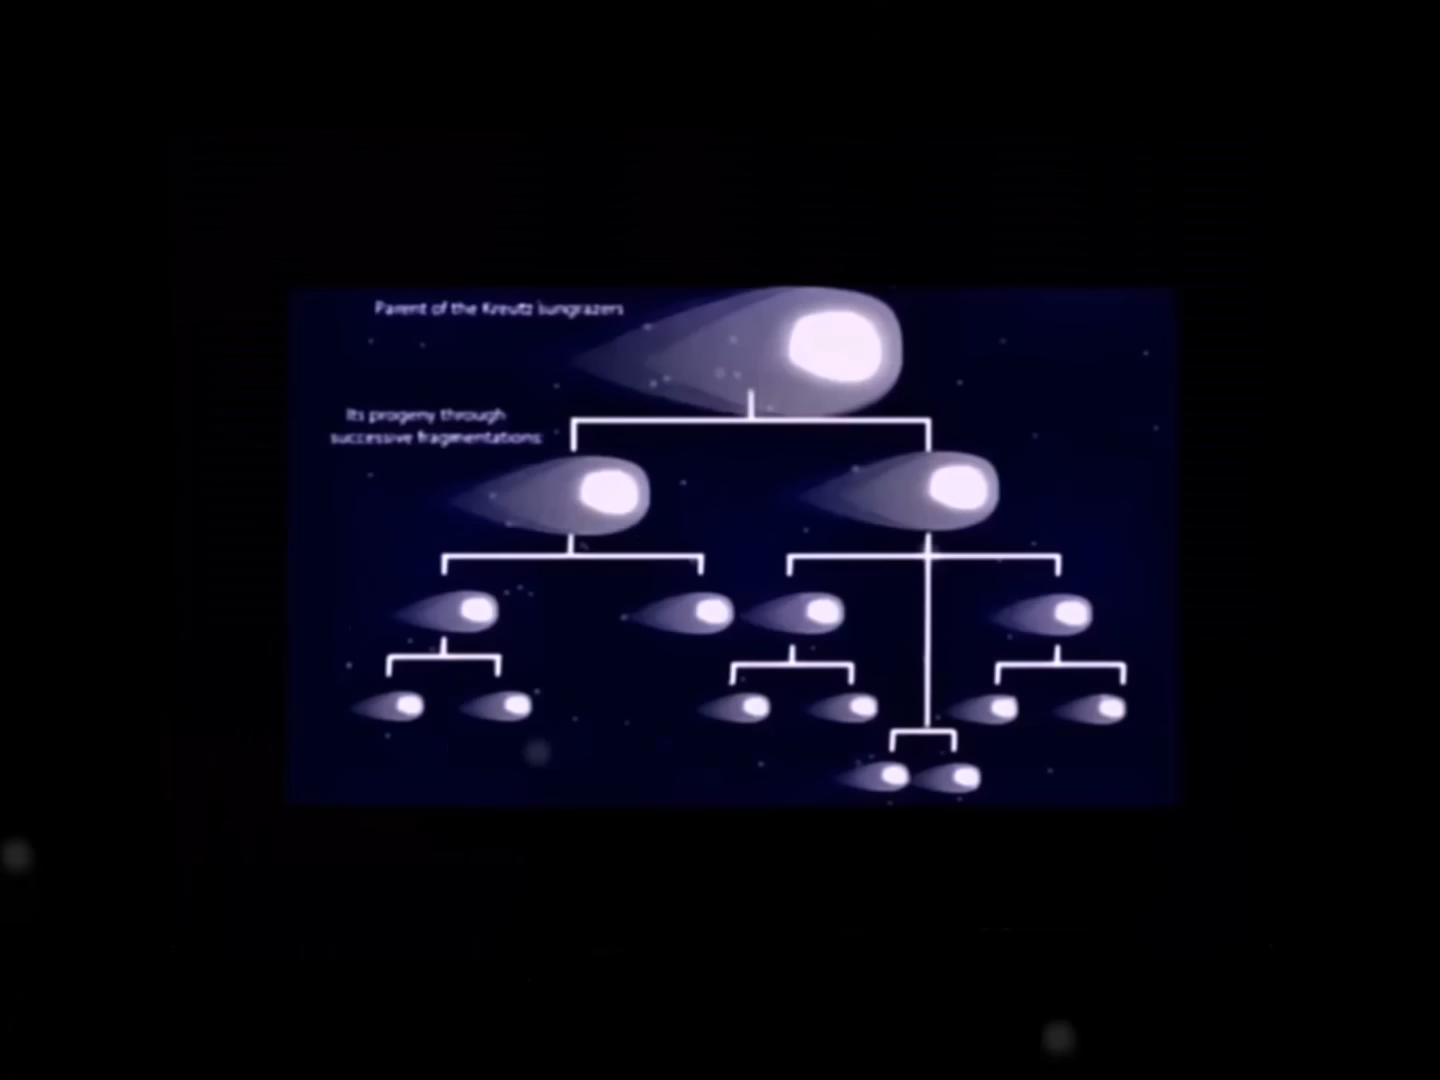 Parent of the Kreutz sungrazers
Its progeny through
successive fragmentations